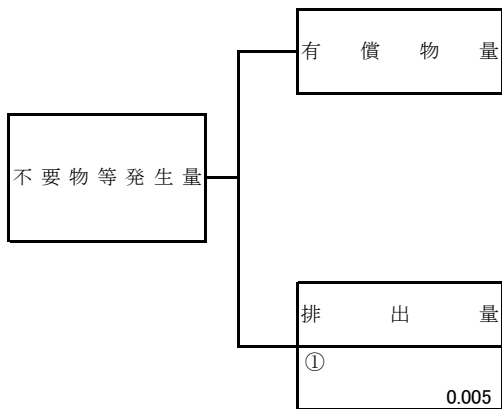 有償物量
不要物等発生量
排出量
①
0.005